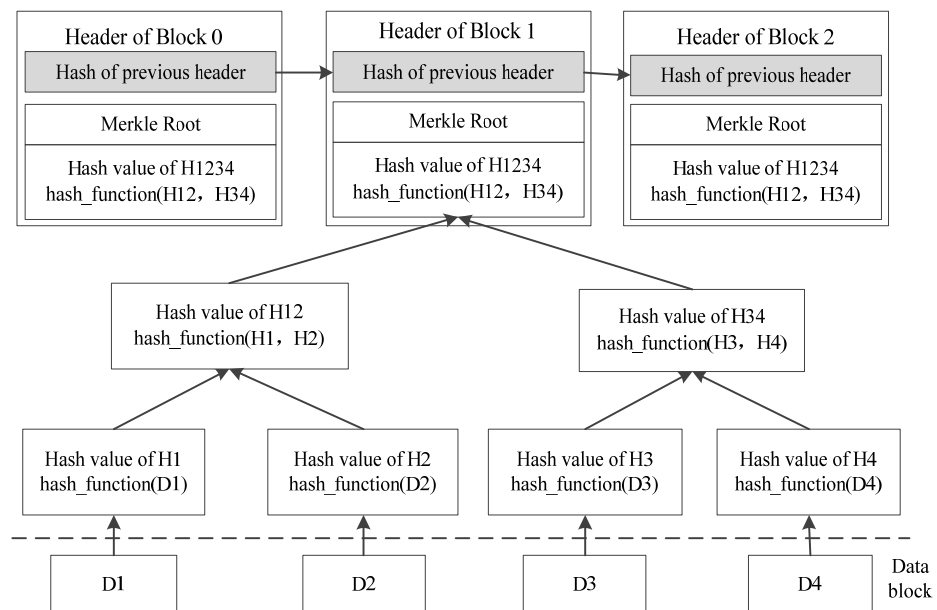 Header of Block 0
Hash of previous header
Merkle Root
Hash value of H1234
hash_function(H12，H34)
Header of Block 1
Hash of previous header
Merkle Root
Hash value of H1234
hash_function(H12，H34)
Header of Block 2
Hash of previous header
Merkle Root
Hash value of H1234
hash_function(H12，H34)
Hash value of H12
hash_function(H1，H2)
Hash value of H34
hash_function(H3，H4)
Hash value of H1
hash_function(D1)
Hash value of H2
hash_function(D2)
Hash value of H3
hash_function(D3)
Hash value of H4
hash_function(D4)
D1
D2
D3
D4
Data
block